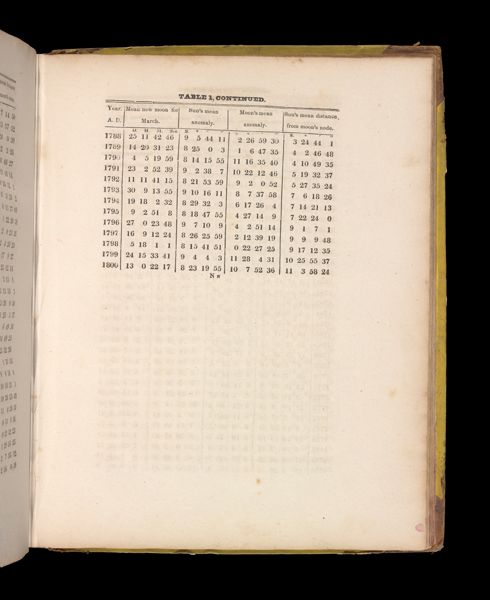 TABLE 1, CONTINUED.
Year. Mean new moon for Sun's mean Moon's mean Sun's mean distance,
A. D. March. anomaly. anomaly. from moon's node.
1788 25 11 42 46 9 5 44 11 2 26 59 30 3 24 44 1
1789 14 20 31 23 8 25 0 3 1 6 47 35 4 2 46 48
1790 4 5 19 59 8 14 15 55 11 16 35 40 4 10 49 35
1791 23 2 52 39 9 2 38 7 10 22 12 46 5 19 32 37
1792 11 11 41 15 8 21 53 59 9 2 0 52 5 27 35 24
1793 30 9 13 55 9 10 16 11 8 7 37 58 7 6 18 26
1794 19 18 2 32 8 29 32 3 6 17 26 4 7 14 21 13
1795 9 2 51 8 8 18 47 55 4 27 14 9 7 22 24 0
1796 27 0 23 48 9 7 10 9 4 2 51 14 9 1 7 1
1797 16 9 12 24 8 26 25 59 2 12 39 19 9 9 9 48
1798 5 18 1 1 8 15 41 51 0 22 27 25 9 17 12 35
1799 24 15 33 41 9 4 4 3 11 28 4 31 10 25 55 37
1800 13 0 22 17 8 23 19 55 10 7 52 36 11 3 58 24